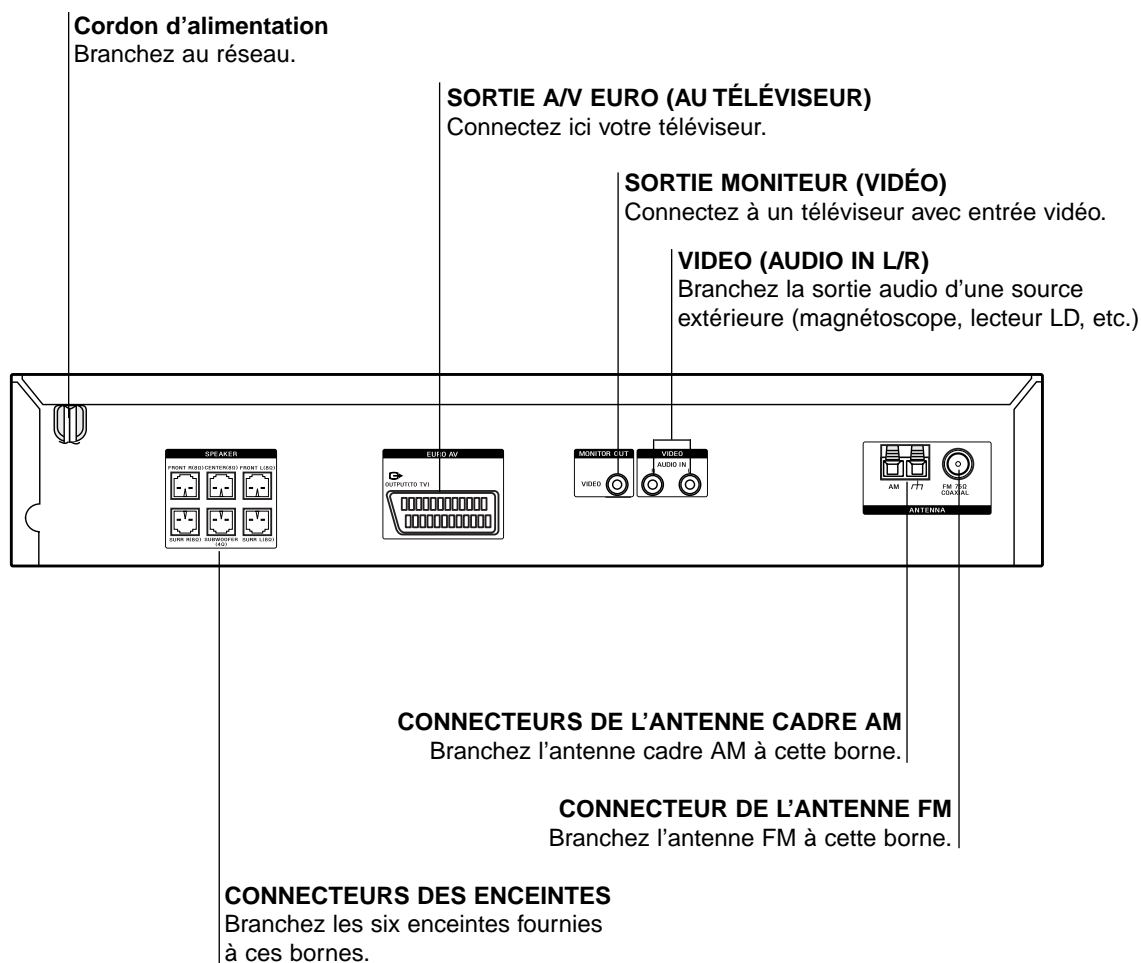 Cordon d’alimentation
Branchez au réseau.
SORTIE A/V EURO (AU TÉLÉVISEUR)
Connectez ici votre téléviseur.
SORTIE MONITEUR (VIDÉO)
Connectez à un téléviseur avec entrée vidéo.
VIDEO (AUDIO IN L/R)
Branchez la sortie audio d’une source
extérieure (magnétoscope, lecteur LD, etc.)
SPEAKER
FRONT R(8Ω) CENTER(8Ω) FRONT L(8Ω)
SURR R(8Ω) SUBWOOFER (4Ω) SURR L(8Ω)
EURO AV
OUTPUT(TO TV)
MONITOR OUT
VIDEO
VIDEO
AUDIO IN
R L
AM
FM 75Ω
COAXIAL
ANTENNA
CONNECTEURS DE L’ANTENNE CADRE AM
Branchez l’antenne cadre AM à cette borne.
CONNECTEUR DE L’ANTENNE FM
Branchez l’antenne FM à cette borne.
CONNECTEURS DES ENCEINTES
Branchez les six enceintes fournies
à ces bornes.